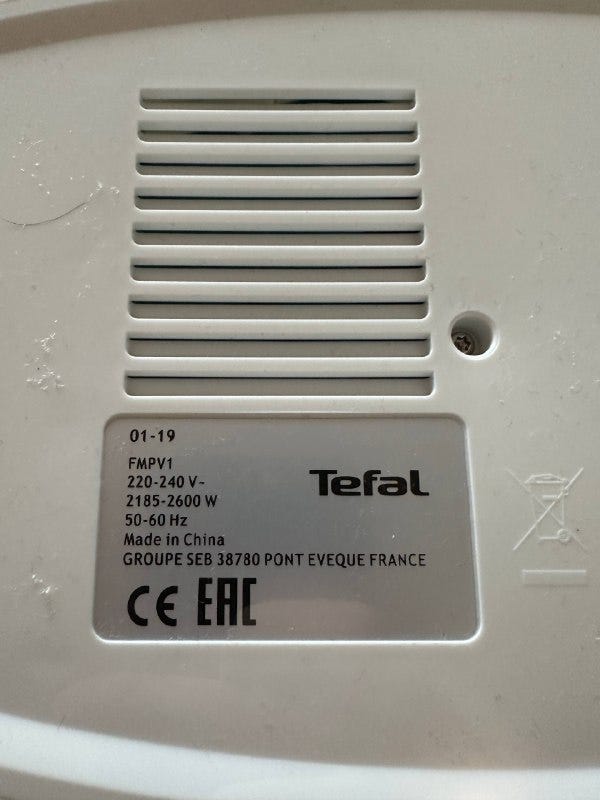 01-19
FMPV1
Tefal
220-240 V~
2185-2600 W
50-60 Hz
Made in China
GROUPE SEB 38780 PONT EVEQUE FRANCE
CE EAC